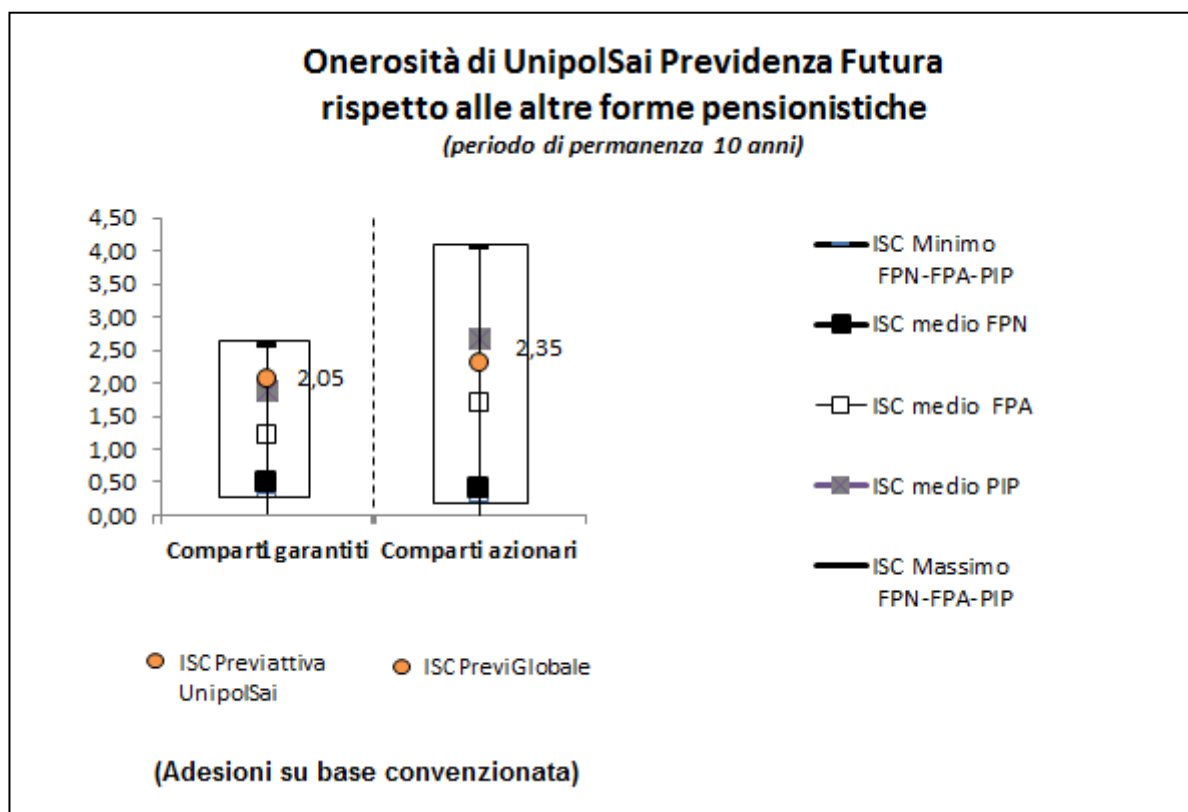 Onerosità di UnipolSai Previdenza Futura
rispetto alle altre forme pensionistiche
(periodo di permanenza 10 anni)
4,50
4,00
3,50
3,00
2,50
2,00
1,50
1,00
0,50
0,00
2,05
2,35
Comparti garantiti
Comparti azionari
ISC Minimo
FPN-FPA-PIP
ISC medio FPN
ISC medio FPA
ISC medio PIP
ISC Massimo
FPN-FPA-PIP
ISC Previattiva
UnipolSai
ISC PreviGlobale
(Adesioni su base convenzionata)